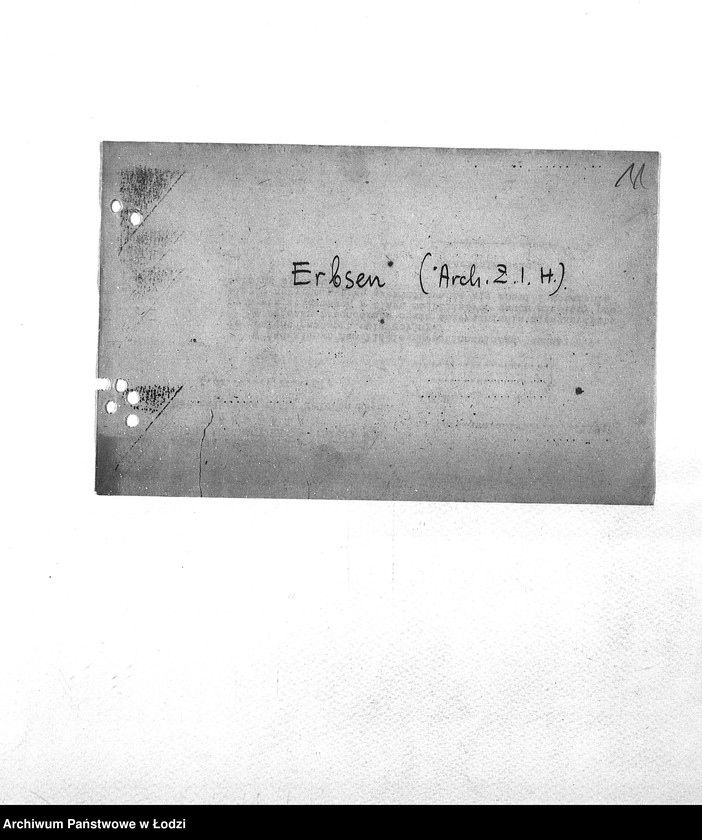 11
Erbsen (Arch. Z. I. H.).
Archiwum Państwowe w Łodzi